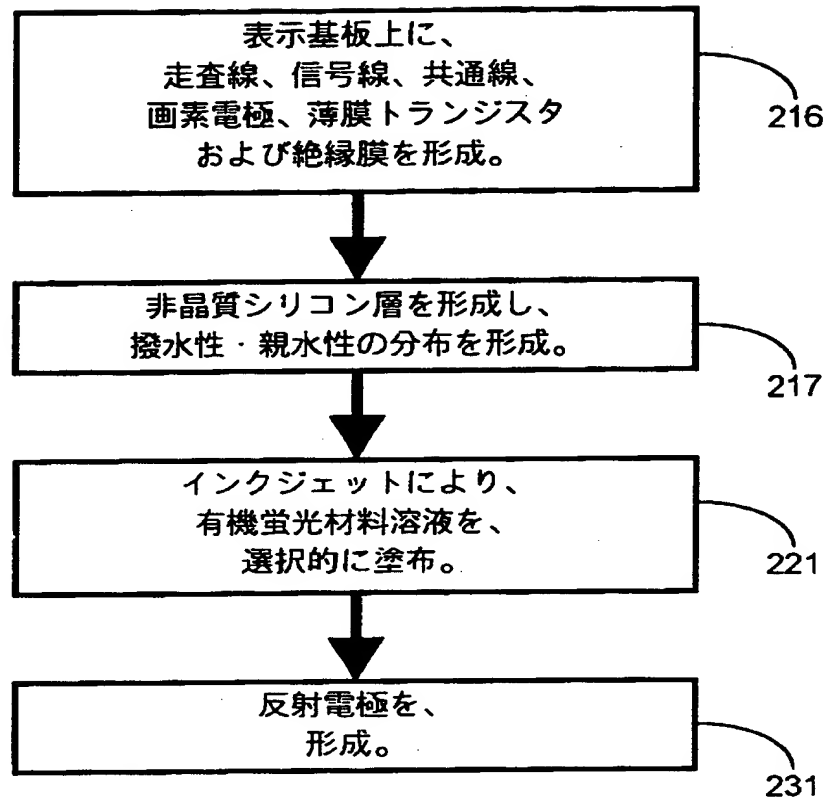 表示基板上に、
走査線、信号線、共通線、
画素電極、薄膜トランジスタ
および絶縁膜を形成。
216
非晶質シリコン層を形成し、
撥水性・親水性の分布を形成。
217
インクジェットにより、
有機蛍光材料溶液を、
選択的に塗布。
221
反射電極を、
形成。
231